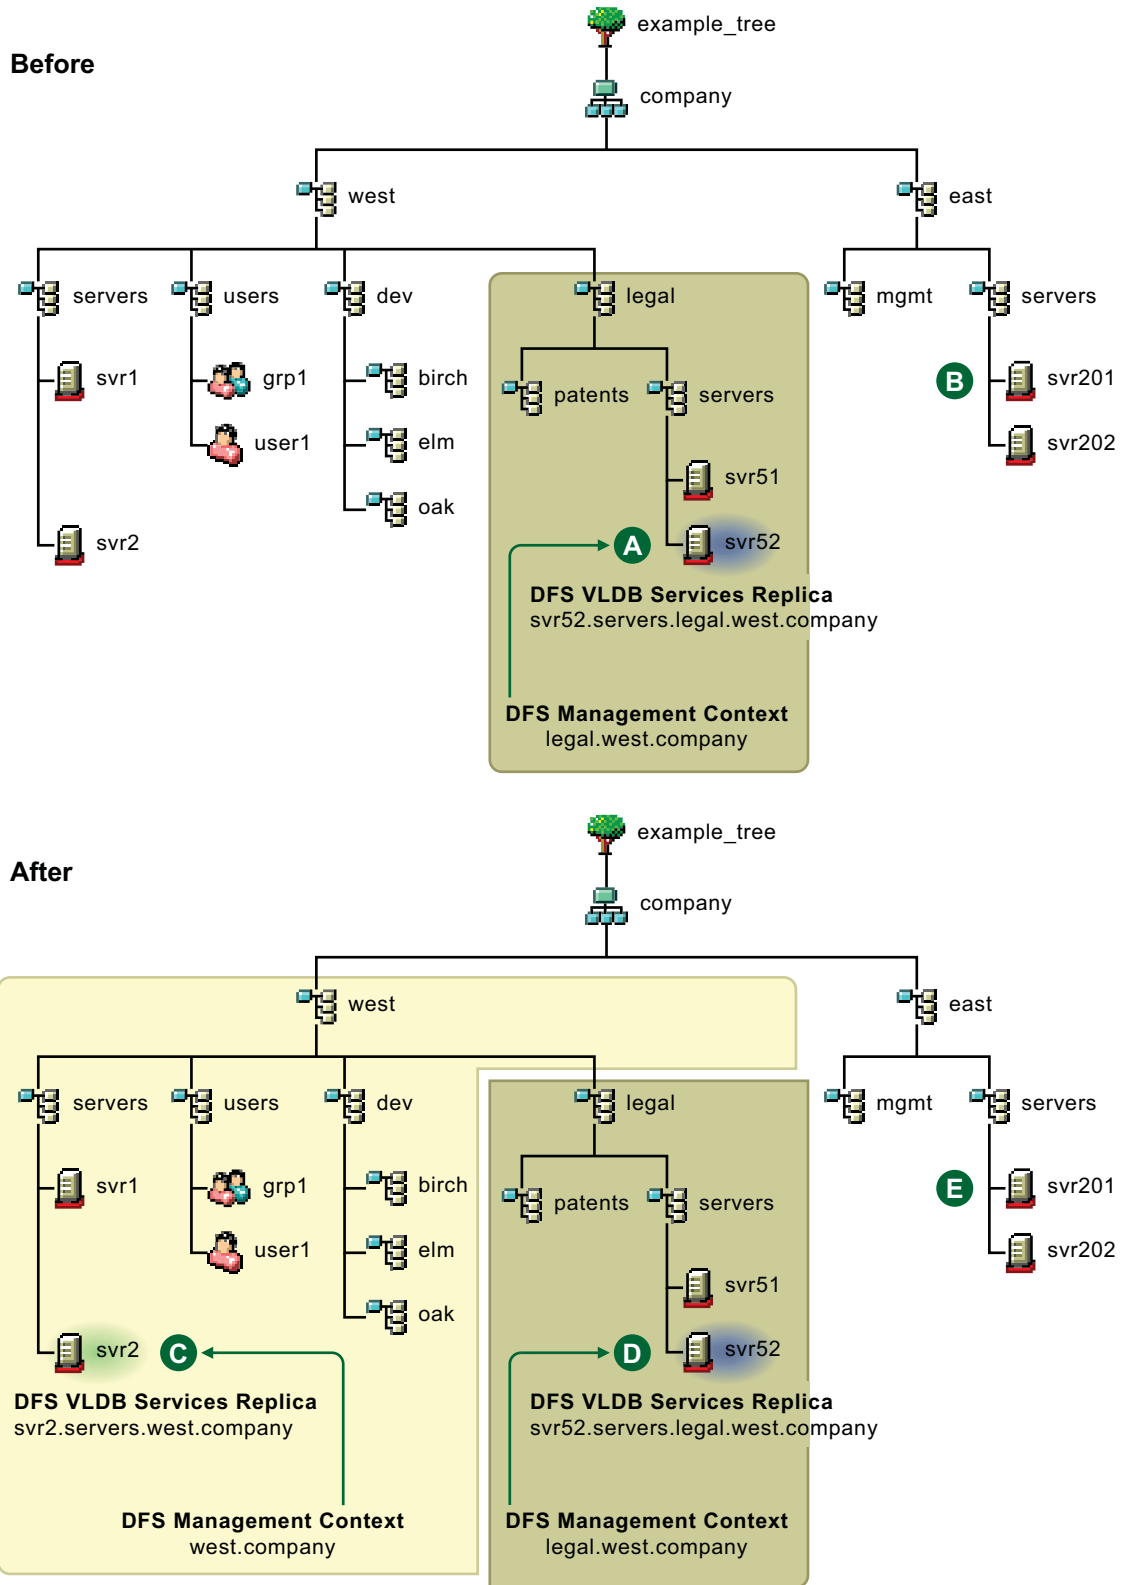 example_tree
Before
company
west
east
servers
users
dev
legal
mgmt
servers
svr1
grp1
birch
patents
servers
B
svr201
user1
elm
svr202
svr51
oak
svr2
A
svr52
DFS VLDB Services Replica
svr52.servers.legal.west.company
DFS Management Context
legal.west.company
example_tree
After
company
west
east
servers
users
dev
legal
mgmt
servers
svr1
grp1
birch
patents
servers
E
svr201
user1
elm
svr202
svr51
oak
svr2
C
D
svr52
DFS VLDB Services Replica
svr2.servers.west.company
DFS VLDB Services Replica
svr52.servers.legal.west.company
DFS Management Context
west.company
DFS Management Context
legal.west.company